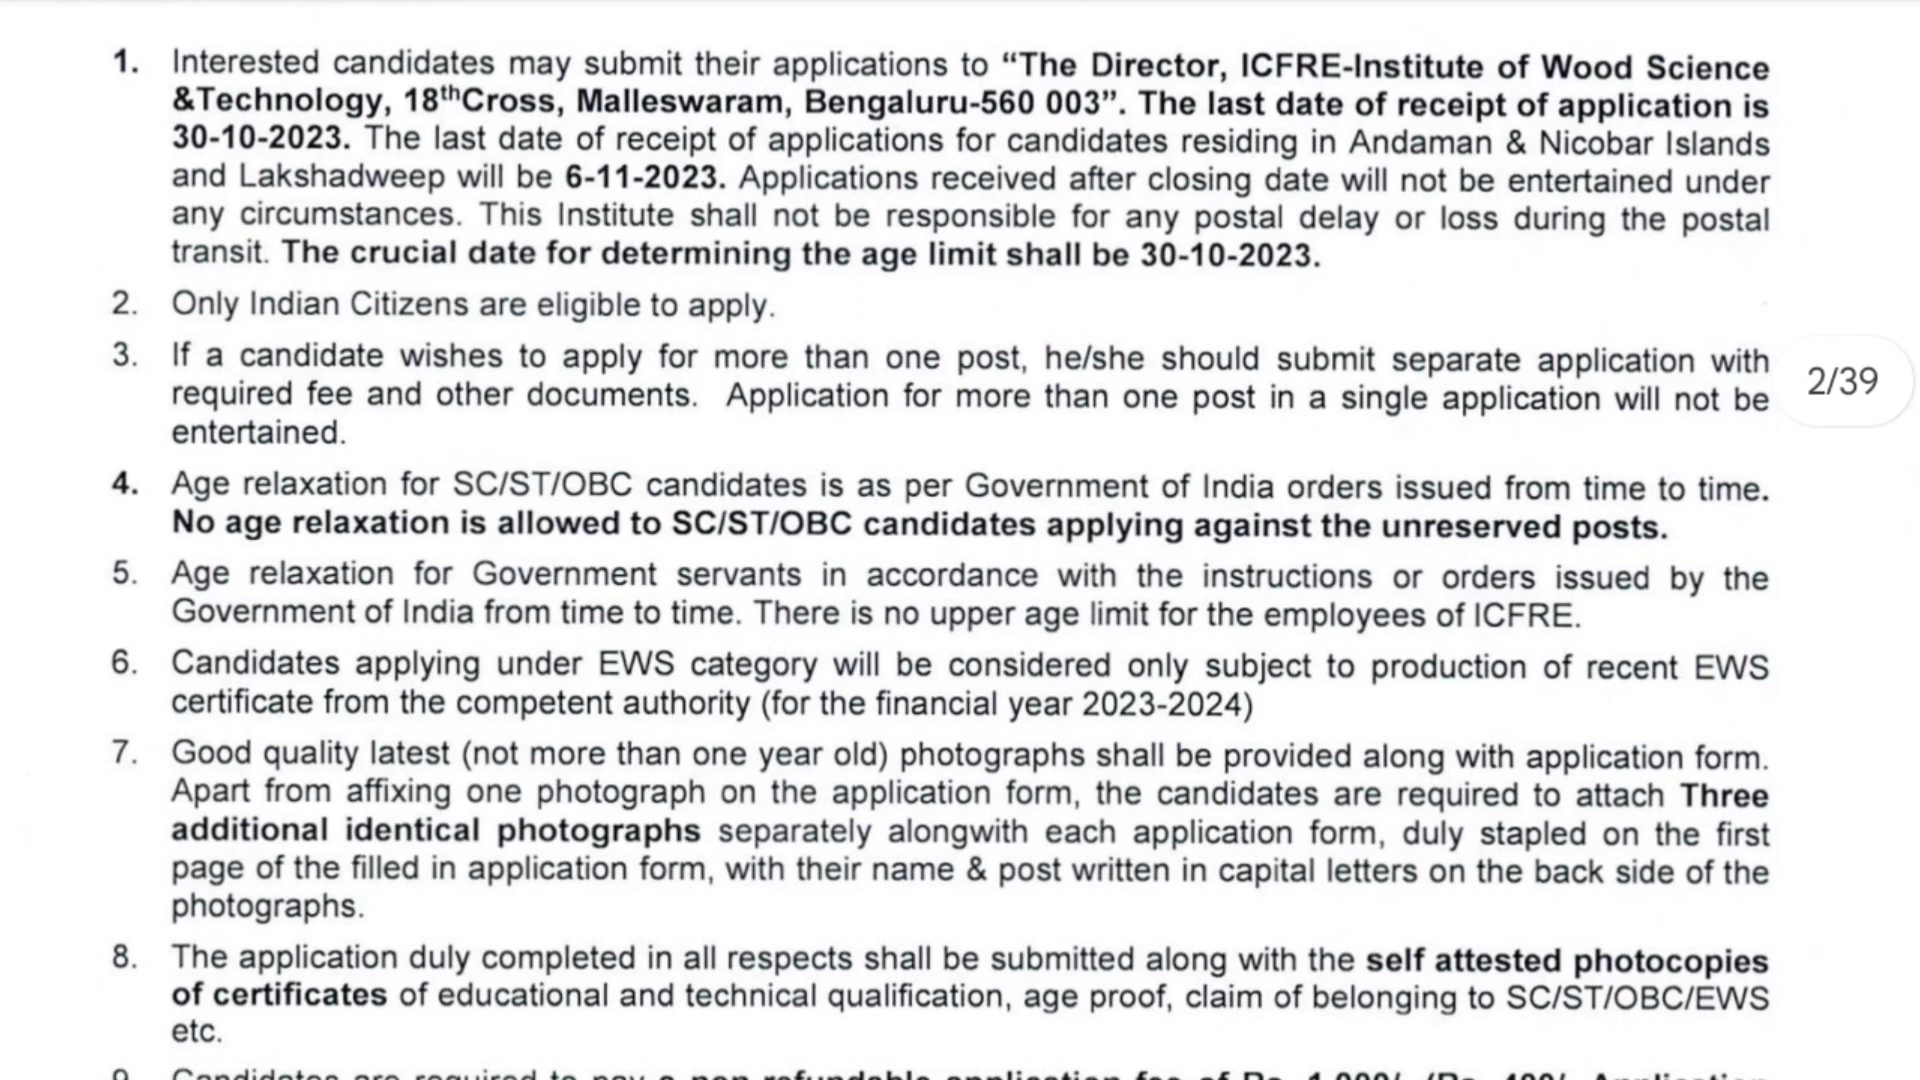 1. Interested candidates may submit their applications to “The Director, ICFRE-Institute of Wood Science
&Technology, 18thCross, Malleswaram, Bengaluru-560 003”. The last date of receipt of application is
30-10-2023. The last date of receipt of applications for candidates residing in Andaman & Nicobar Islands
and Lakshadweep will be 6-11-2023. Applications received after closing date will not be entertained under
any circumstances. This Institute shall not be responsible for any postal delay or loss during the postal
transit. The crucial date for determining the age limit shall be 30-10-2023.
2. Only Indian Citizens are eligible to apply.
3. If a candidate wishes to apply for more than one post, he/she should submit separate application with
required fee and other documents. Application for more than one post in a single application will not be
entertained.
2/39
4. Age relaxation for SC/ST/OBC candidates is as per Government of India orders issued from time to time.
No age relaxation is allowed to SC/ST/OBC candidates applying against the unreserved posts.
5. Age relaxation for Government servants in accordance with the instructions or orders issued by the
Government of India from time to time. There is no upper age limit for the employees of ICFRE.
6. Candidates applying under EWS category will be considered only subject to production of recent EWS
certificate from the competent authority (for the financial year 2023-2024)
7. Good quality latest (not more than one year old) photographs shall be provided along with application form.
Apart from affixing one photograph on the application form, the candidates are required to attach Three
additional identical photographs separately alongwith each application form, duly stapled on the first
page of the filled in application form, with their name & post written in capital letters on the back side of the
photographs.
8. The application duly completed in all respects shall be submitted along with the self attested photocopies
of certificates of educational and technical qualification, age proof, claim of belonging to SC/ST/OBC/EWS
etc.
9. Candidates are required to pay a non refundable application fee of Rs. 1,000/- (Rs. 400/- Application